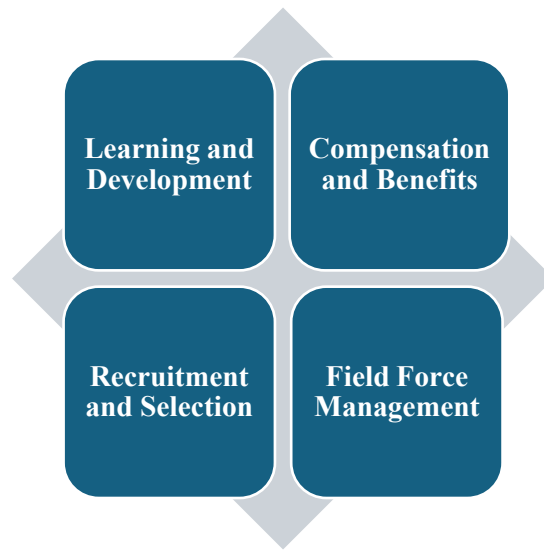 Learning and
Development
Compensation
and Benefits
Recruitment
and Selection
Field Force
Management